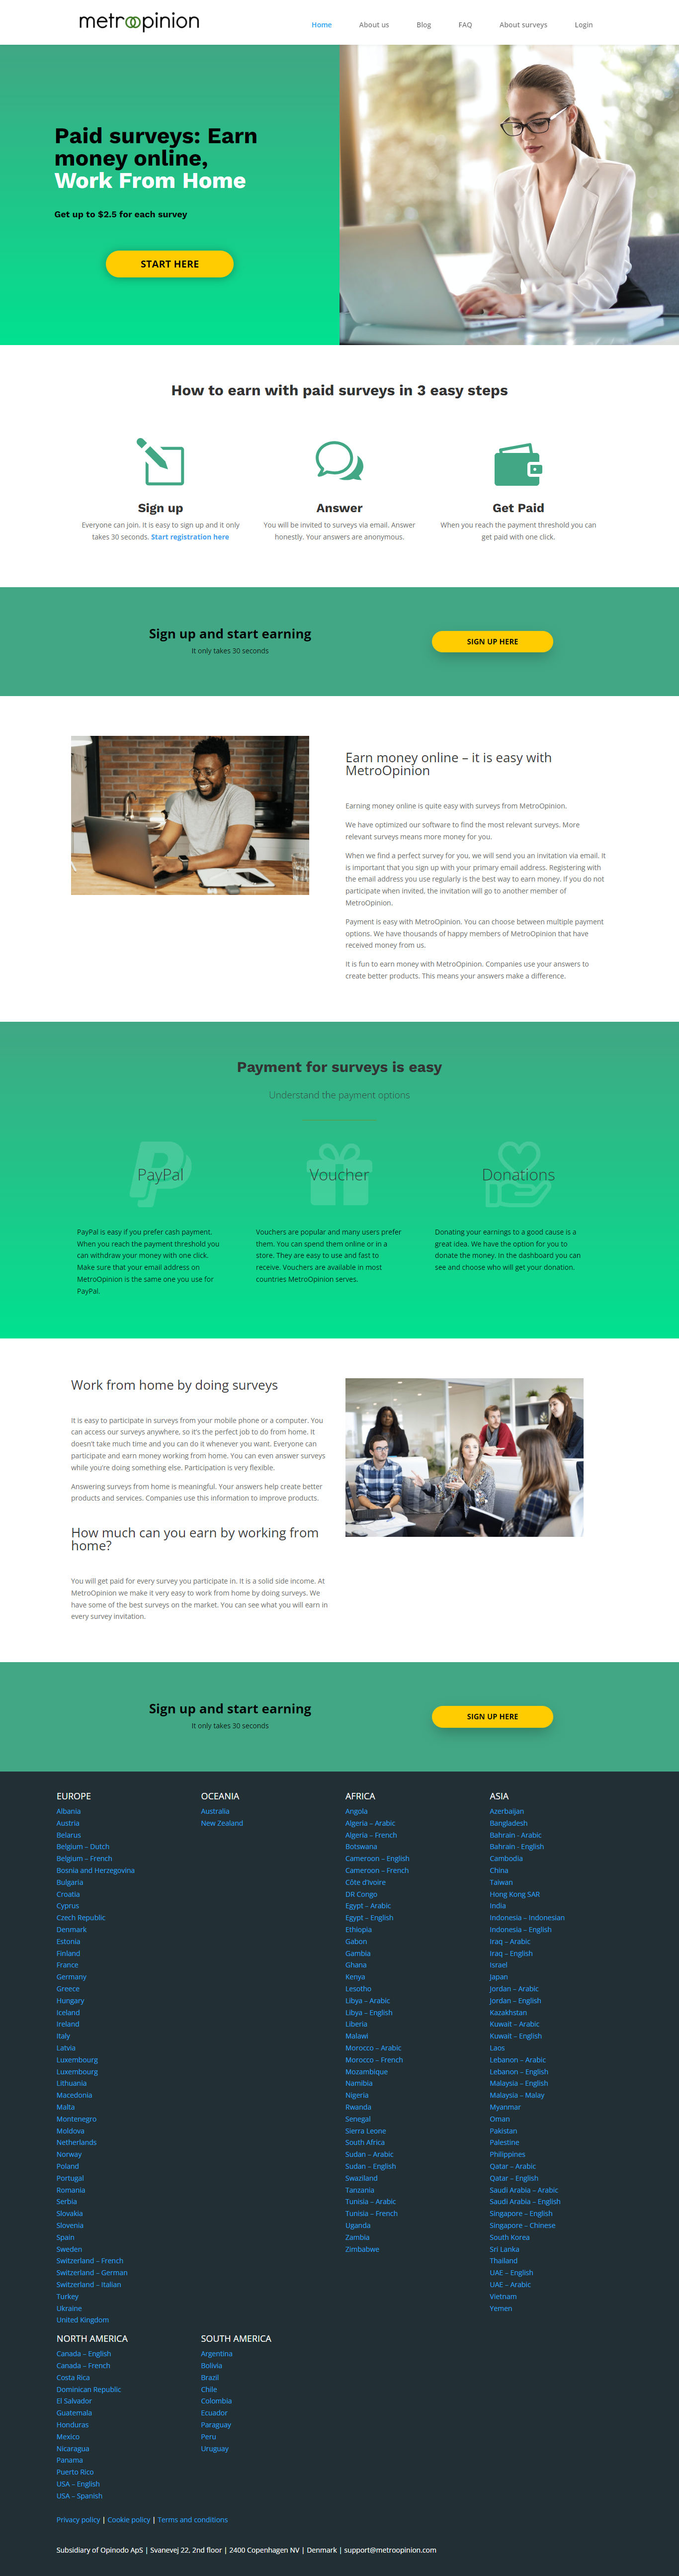 metroopinion
Home About us Blog FAQ About surveys Login
Paid surveys: Earn
money online,
Work From Home
Get up to $2.5 for each survey
START HERE
How to earn with paid surveys in 3 easy steps
Sign up
Everyone can join. It is easy to sign up and it only
takes 30 seconds. Start registration here
Answer
You will be invited to surveys via email. Answer
honestly. Your answers are anonymous.
Get Paid
When you reach the payment threshold you can
get paid with one click.
Sign up and start earning
It only takes 30 seconds
SIGN UP HERE
Earn money online – it is easy with
MetroOpinion
Earning money online is quite easy with surveys from MetroOpinion.
We have optimized our software to find the most relevant surveys. More
relevant surveys means more money for you.
When we find a perfect survey for you, we will send you an invitation via email. It
is important that you sign up with your primary email address. Registering with
the email address you use regularly is the best way to earn money. If you do not
participate when invited, the invitation will go to another member of
MetroOpinion.
Payment is easy with MetroOpinion. You can choose between multiple payment
options. We have thousands of happy members of MetroOpinion that have
received money from us.
It is fun to earn money with MetroOpinion. Companies use your answers to
create better products. This means your answers make a difference.
Payment for surveys is easy
Understand the payment options
PayPal
PayPal is easy if you prefer cash payment.
When you reach the payment threshold you
can withdraw your money with one click.
Make sure that your email address on
MetroOpinion is the same one you use for
PayPal.
Voucher
Vouchers are popular and many users prefer
them. You can spend them online or in a
store. They are easy to use and fast to
receive. Vouchers are available in most
countries MetroOpinion serves.
Donations
Donating your earnings to a good cause is a
great idea. We have the option for you to
donate the money. In the dashboard you can
see and choose who will get your donation.
Work from home by doing surveys
It is easy to participate in surveys from your mobile phone or a computer. You
can access our surveys anywhere, so it's the perfect job to do from home. It
doesn't take much time and you can do it whenever you want. Everyone can
participate and earn money working from home. You can even answer surveys
while you're doing something else. Participation is very flexible.
Answering surveys from home is meaningful. Your answers help create better
products and services. Companies use this information to improve products.
How much can you earn by working from
home?
You will get paid for every survey you participate in. It is a solid side income. At
MetroOpinion we make it very easy to work from home by doing surveys. We
have some of the best surveys on the market. You can see what you will earn in
every survey invitation.
Sign up and start earning
It only takes 30 seconds
SIGN UP HERE
EUROPE
Albania
Austria
Belarus
Belgium – Dutch
Belgium – French
Bosnia and Herzegovina
Bulgaria
Croatia
Cyprus
Czech Republic
Denmark
Estonia
Finland
France
Germany
Greece
Hungary
Iceland
Ireland
Italy
Latvia
Luxembourg
Luxembourg
Lithuania
Macedonia
Malta
Montenegro
Moldova
Netherlands
Norway
Poland
Portugal
Romania
Serbia
Slovakia
Slovenia
Spain
Sweden
Switzerland – French
Switzerland – German
Switzerland – Italian
Turkey
Ukraine
United Kingdom
OCEANIA
Australia
New Zealand
AFRICA
Angola
Algeria – Arabic
Algeria – French
Botswana
Cameroon – English
Cameroon – French
Côte d'Ivoire
DR Congo
Egypt – Arabic
Egypt – English
Ethiopia
Gabon
Gambia
Ghana
Kenya
Lesotho
Libya – Arabic
Libya – English
Liberia
Malawi
Morocco – Arabic
Morocco – French
Mozambique
Namibia
Nigeria
Rwanda
Senegal
Sierra Leone
South Africa
Sudan – Arabic
Sudan – English
Swaziland
Tanzania
Tunisia – Arabic
Tunisia – French
Uganda
Zambia
Zimbabwe
ASIA
Azerbaijan
Bangladesh
Bahrain - Arabic
Bahrain - English
Cambodia
China
Taiwan
Hong Kong SAR
India
Indonesia – Indonesian
Indonesia – English
Iraq – Arabic
Iraq – English
Israel
Japan
Jordan – Arabic
Jordan – English
Kazakhstan
Kuwait – Arabic
Kuwait – English
Laos
Lebanon – Arabic
Lebanon – English
Malaysia – English
Malaysia – Malay
Myanmar
Oman
Pakistan
Palestine
Philippines
Qatar – Arabic
Qatar – English
Saudi Arabia – Arabic
Saudi Arabia – English
Singapore – English
Singapore – Chinese
South Korea
Sri Lanka
Thailand
UAE – English
UAE – Arabic
Vietnam
Yemen
NORTH AMERICA
Canada – English
Canada – French
Costa Rica
Dominican Republic
El Salvador
Guatemala
Honduras
Mexico
Nicaragua
Panama
Puerto Rico
USA – English
USA – Spanish
SOUTH AMERICA
Argentina
Bolivia
Brazil
Chile
Colombia
Ecuador
Paraguay
Peru
Uruguay
Privacy policy | Cookie policy | Terms and conditions
Subsidiary of Opinodo ApS | Svanevej 22, 2nd floor | 2400 Copenhagen NV | Denmark | support@metroopinion.com